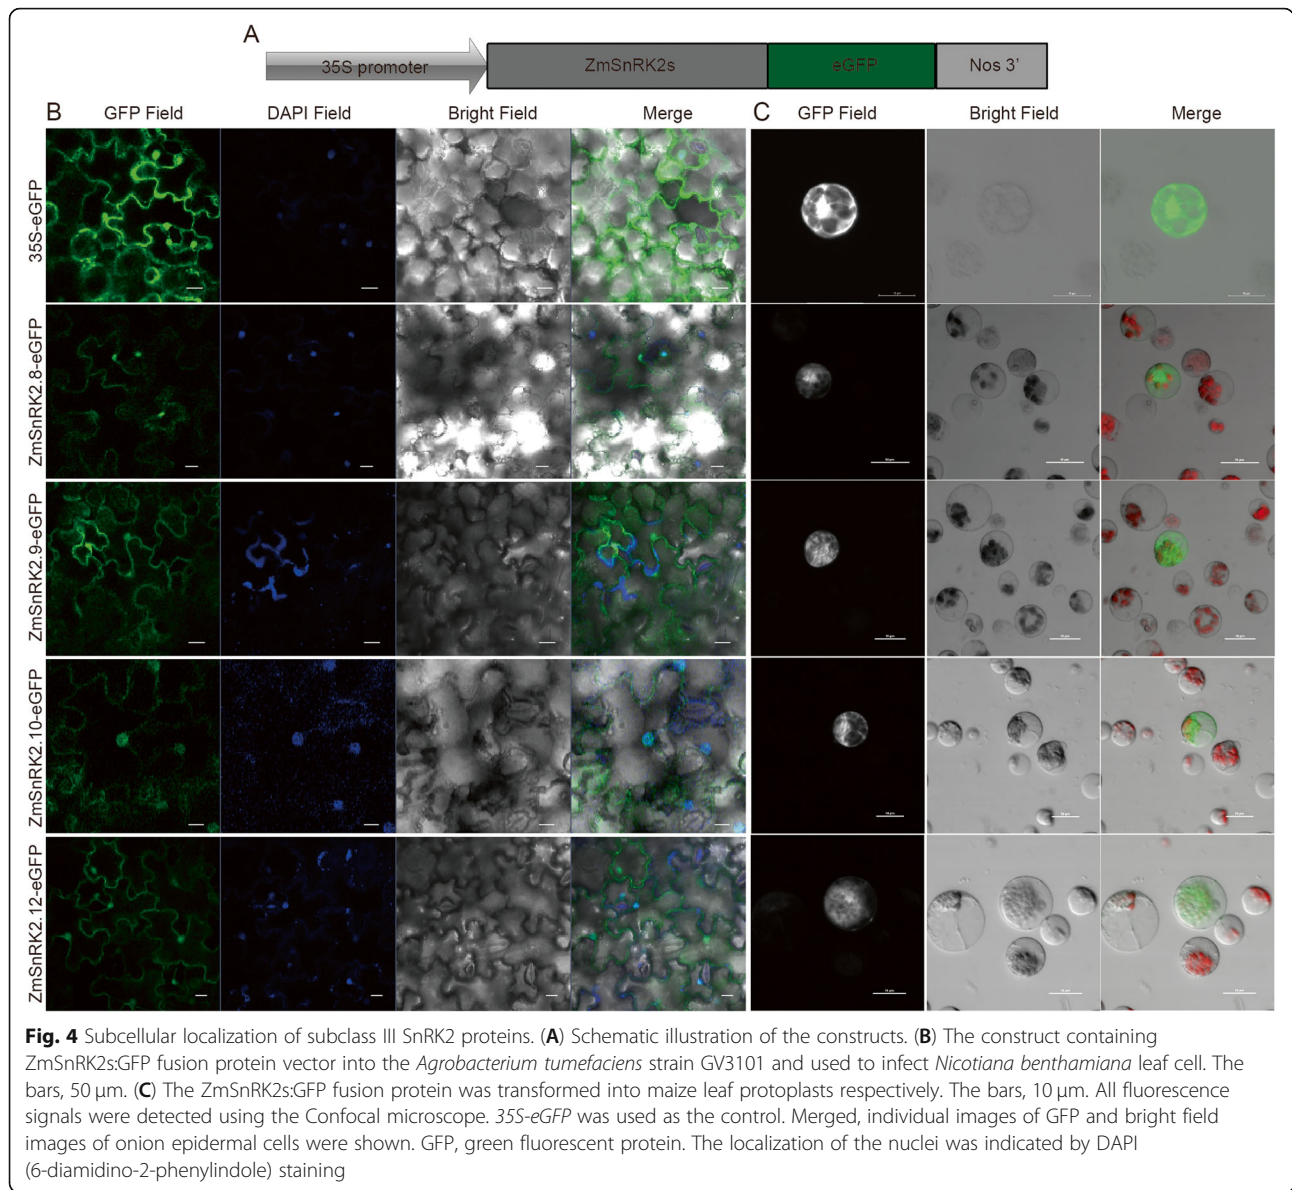 A
35S promoter
ZmSnRK2s
eGFP
Nos 3'
B
GFP Field
DAPI Field
Bright Field
Merge
C
GFP Field
Bright Field
Merge
35S-eGFP
ZmSnRK2.8-eGFP
ZmSnRK2.9-eGFP
ZmSnRK2.10-eGFP
ZmSnRK2.12-eGFP
Fig. 4 Subcellular localization of subclass III SnRK2 proteins. (A) Schematic illustration of the constructs. (B) The construct containing
ZmSnRK2s:GFP fusion protein vector into the Agrobacterium tumefaciens strain GV3101 and used to infect Nicotiana benthamiana leaf cell. The
bars, 50 μm. (C) The ZmSnRK2s:GFP fusion protein was transformed into maize leaf protoplasts respectively. The bars, 10 μm. All fluorescence
signals were detected using the Confocal microscope. 35S-eGFP was used as the control. Merged, individual images of GFP and bright field
images of onion epidermal cells were shown. GFP, green fluorescent protein. The localization of the nuclei was indicated by DAPI
(6-diamidino-2-phenylindole) staining